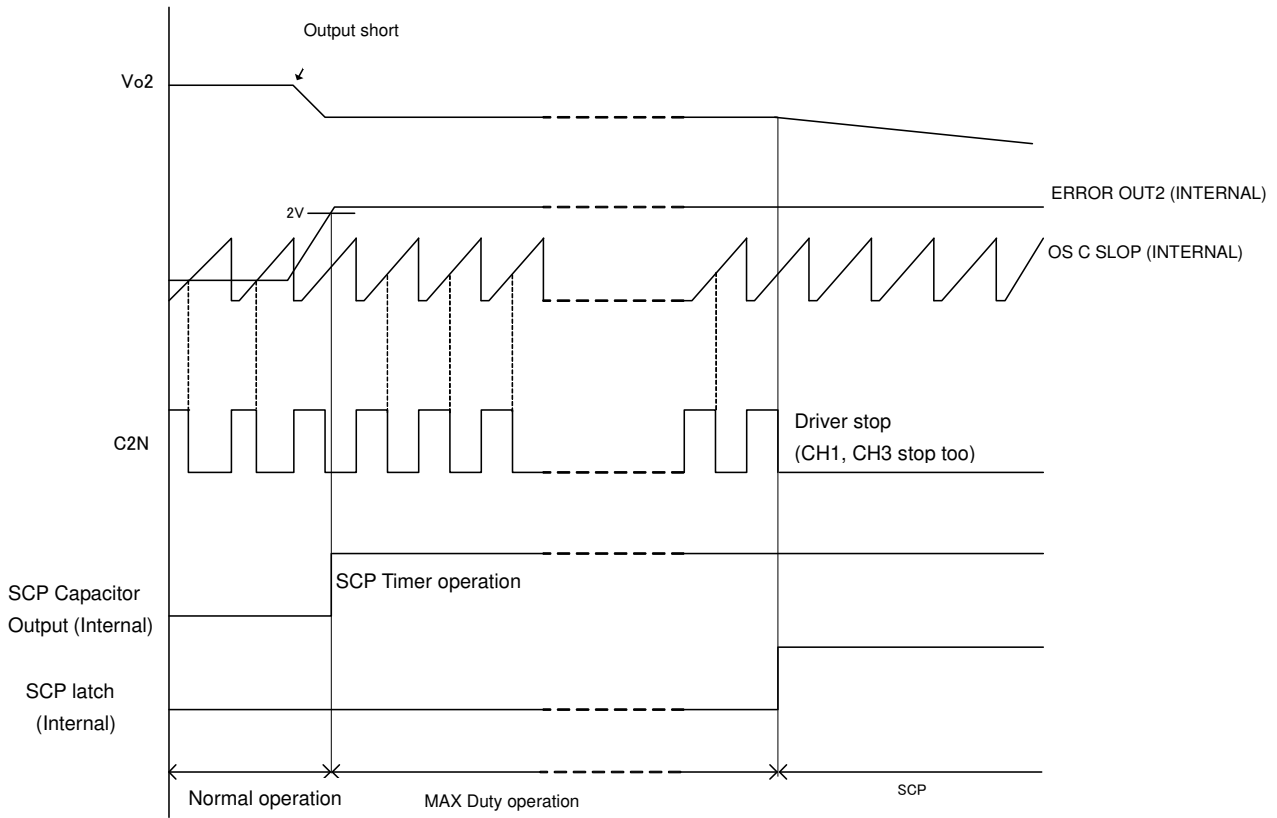 Output short
Vo2
ERROR OUT2 (INTERNAL)
2V
OS C SLOP (INTERNAL)
C2N
Driver stop
(CH1, CH3 stop too)
SCP Timer operation
SCP Capacitor
Output (Internal)
SCP latch
(Internal)
Normal operation
MAX Duty operation
SCP